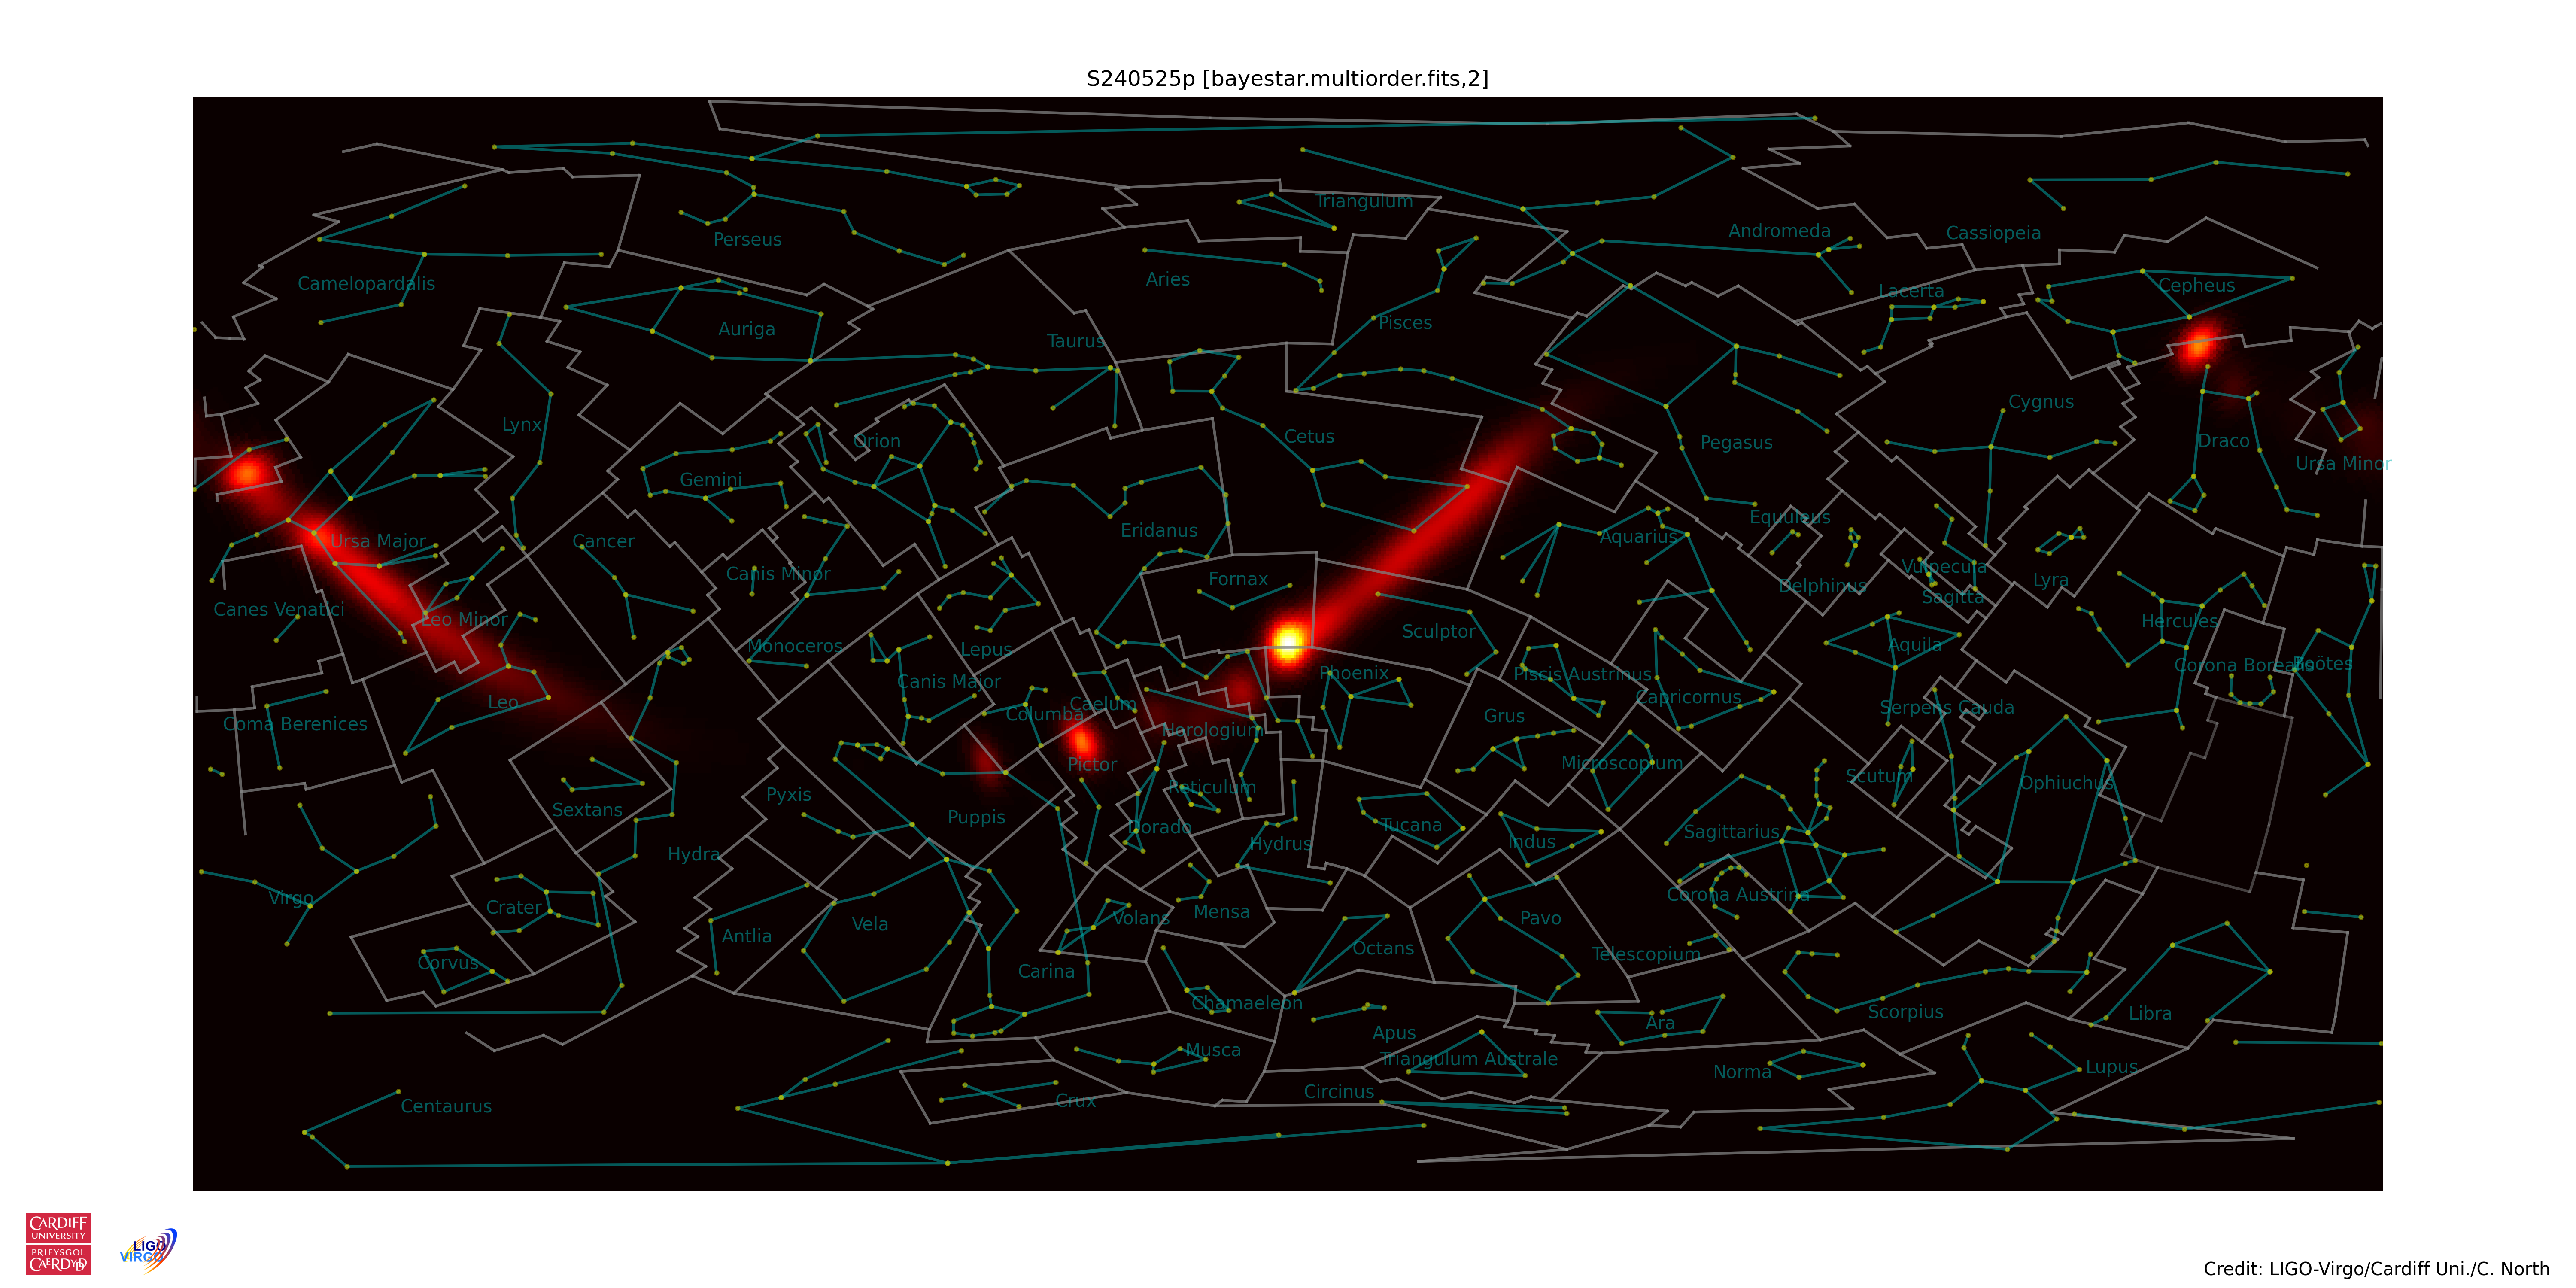 S240525p [bayestar.multiorder.fits,2]
Triangulum
Andromeda
Cassiopeia
Perseus
Camelopardalis
Aries
Lacerta
Cepheus
Auriga
Taurus
Pisces
Lynx
Orion
Cetus
Pegasus
Cygnus
Draco
Ursa Minor
Gemini
Eridanus
Equuleus
Ursa Major
Cancer
Aquarius
Canis Minor
Fornax
Delphinus
Vulpecula
Lyra
Sagitta
Canes Venatici
Leo Minor
Monoceros
Lepus
Sculptor
Aquila
Hercules
Corona Borealis
Boötes
Canis Major
Phoenix
Piscis Austrinus
Capricornus
Leo
Coma Berenices
Columba
Caelum
Horologium
Grus
Serpens Cauda
Pictor
Microscopium
Scutum
Ophiuchus
Sextans
Pyxis
Puppis
Reticulum
Dorado
Hydrus
Tucana
Indus
Sagittarius
Hydra
Virgo
Crater
Corona Austrina
Antlia
Vela
Volans
Mensa
Pavo
Octans
Telescopium
Corvus
Carina
Chamaeleon
Apus
Ara
Scorpius
Libra
Musca
Triangulum Australe
Norma
Lupus
Centaurus
Crux
Circinus
CARDIFF
UNIVERSITY
PRIFYSGOL
CAERDYDD
LIGO
VIRGO
Credit: LIGO-Virgo/Cardiff Uni./C. North